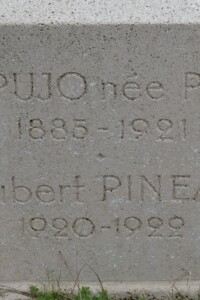 PUJO née P
1885-1921
ubert PINEA
1920-1922